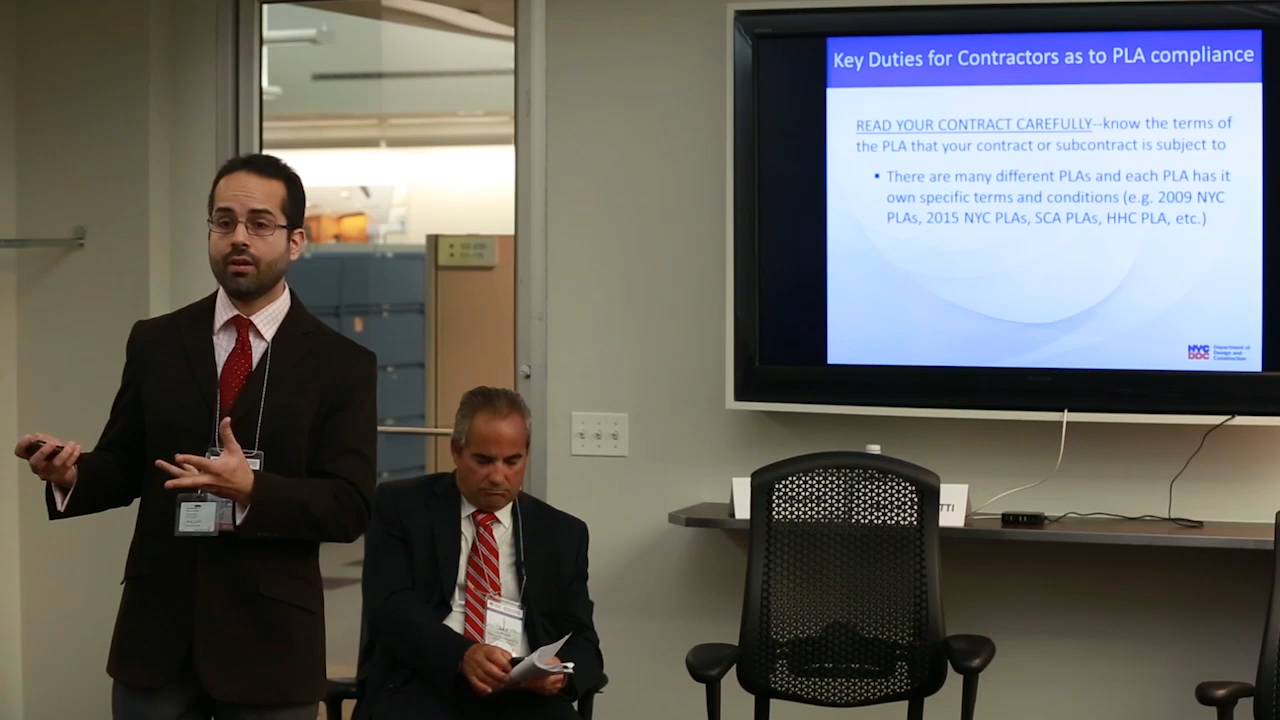 Key Duties for Contractors as to PLA compliance
READ YOUR CONTRACT CAREFULLY--know the terms of
the PLA that your contract or subcontract is subject to
▪ There are many different PLAs and each PLA has it
own specific terms and conditions (e.g. 2009 NYC
PLAs, 2015 NYC PLAs, SCA PLAs, HHC PLA, etc.)
NYC
DDC
Department of
Design and
Construction
TTI